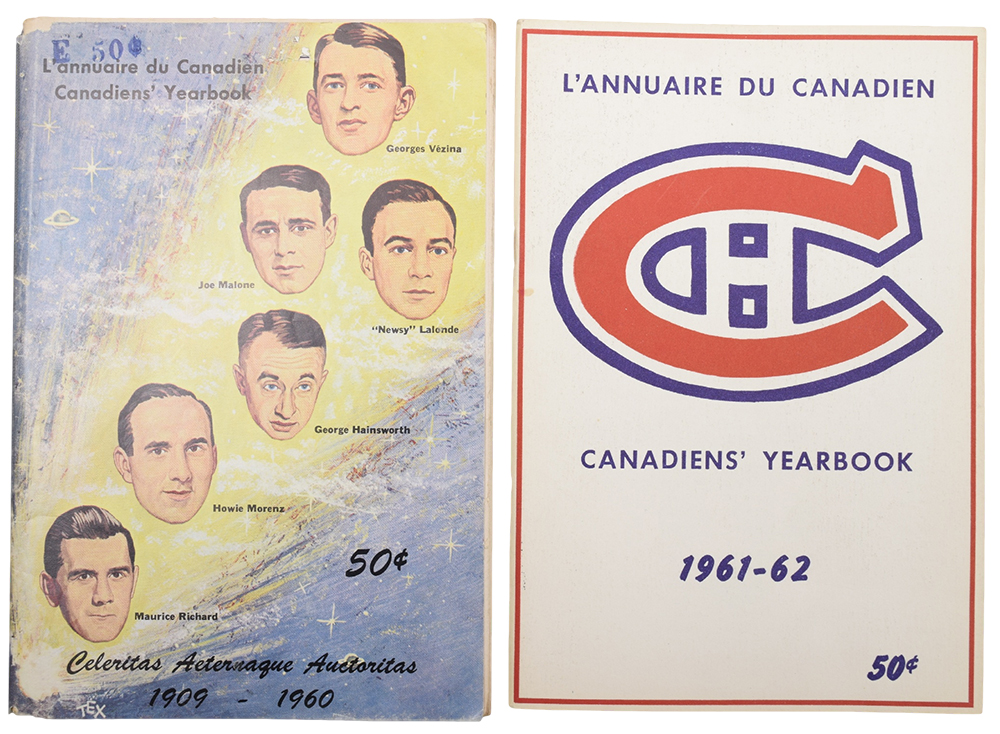 E 50¢
L'annuaire du Canadien
Canadiens' Yearbook
Georges Vézina
Joe Malone
"Newsy" Lalonde
George Hainsworth
Howie Morenz
50¢
Maurice Richard
Celeritas Aeternaque Auctoritas
1909 - 1960
TEX
L'ANNUAIRE DU CANADIEN
CH
CANADIENS' YEARBOOK
1961-62
50¢